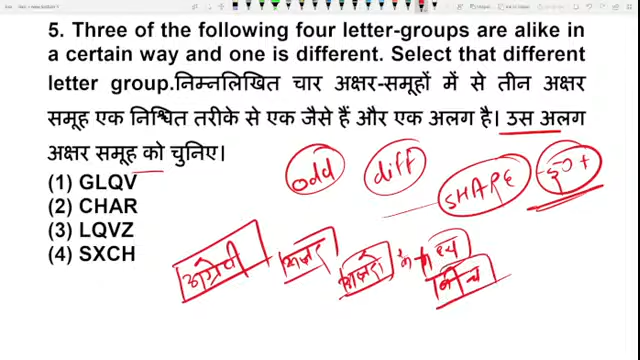 5. Three of the following four letter-groups are alike in
a certain way and one is different. Select that different
letter group.निम्नलिखित चार अक्षर-समूहों में से तीन अक्षर
समूह एक निश्चित तरीके से एक जैसे हैं और एक अलग है। उस अलग
अक्षर समूह को चुनिए।
(1) GLQV
(2) CHAR
(3) LQVZ
(4) SXCH
odd diff SHARE 50+